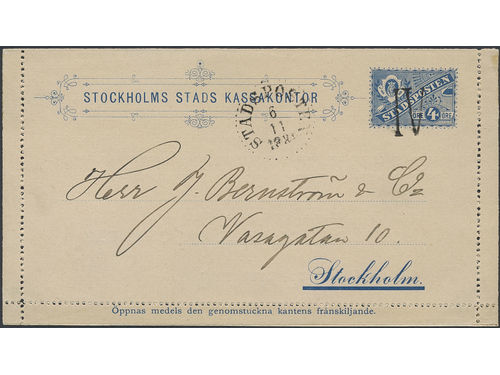 STOCKHOLMS STADS KASSAKONTOR
STADSPOST
6
11
STADSPOSTEN
ÖRE 4 ÖRE
IV
Herr J. Bernström & Co
Vasagatan 10.
Stockholm.
Öppnas medels den genomstuckna kantens frånskiljande.